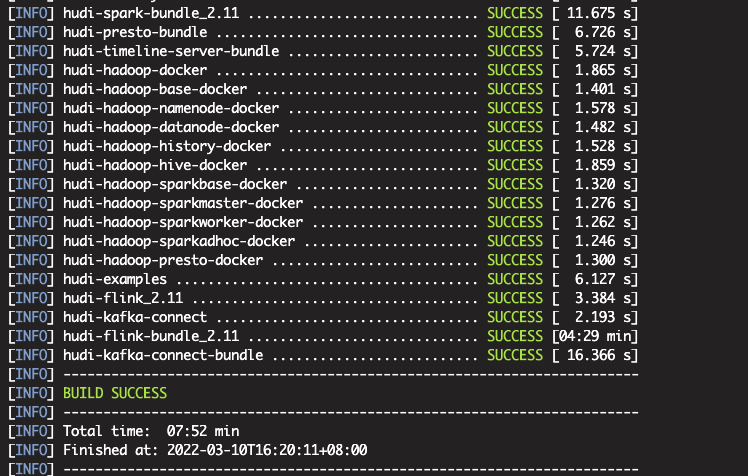 [INFO] hudi-spark-bundle_2.11 ............................. SUCCESS [ 11.675 s]
[INFO] hudi-presto-bundle ................................. SUCCESS [  6.726 s]
[INFO] hudi-timeline-server-bundle ........................ SUCCESS [  5.724 s]
[INFO] hudi-hadoop-docker ................................. SUCCESS [  1.865 s]
[INFO] hudi-hadoop-base-docker ............................ SUCCESS [  1.401 s]
[INFO] hudi-hadoop-namenode-docker ........................ SUCCESS [  1.578 s]
[INFO] hudi-hadoop-datanode-docker ........................ SUCCESS [  1.482 s]
[INFO] hudi-hadoop-history-docker ......................... SUCCESS [  1.528 s]
[INFO] hudi-hadoop-hive-docker ............................ SUCCESS [  1.859 s]
[INFO] hudi-hadoop-sparkbase-docker ....................... SUCCESS [  1.320 s]
[INFO] hudi-hadoop-sparkmaster-docker ..................... SUCCESS [  1.276 s]
[INFO] hudi-hadoop-sparkworker-docker ..................... SUCCESS [  1.262 s]
[INFO] hudi-hadoop-sparkadhoc-docker ...................... SUCCESS [  1.246 s]
[INFO] hudi-hadoop-presto-docker .......................... SUCCESS [  1.300 s]
[INFO] hudi-examples ...................................... SUCCESS [  6.127 s]
[INFO] hudi-flink_2.11 .................................... SUCCESS [  3.384 s]
[INFO] hudi-kafka-connect ................................. SUCCESS [  2.193 s]
[INFO] hudi-flink-bundle_2.11 ............................. SUCCESS [04:29 min]
[INFO] hudi-kafka-connect-bundle .......................... SUCCESS [ 16.366 s]
[INFO] ------------------------------------------------------------------------
[INFO] BUILD SUCCESS
[INFO] ------------------------------------------------------------------------
[INFO] Total time:  07:52 min
[INFO] Finished at: 2022-03-10T16:20:11+08:00
[INFO] ------------------------------------------------------------------------